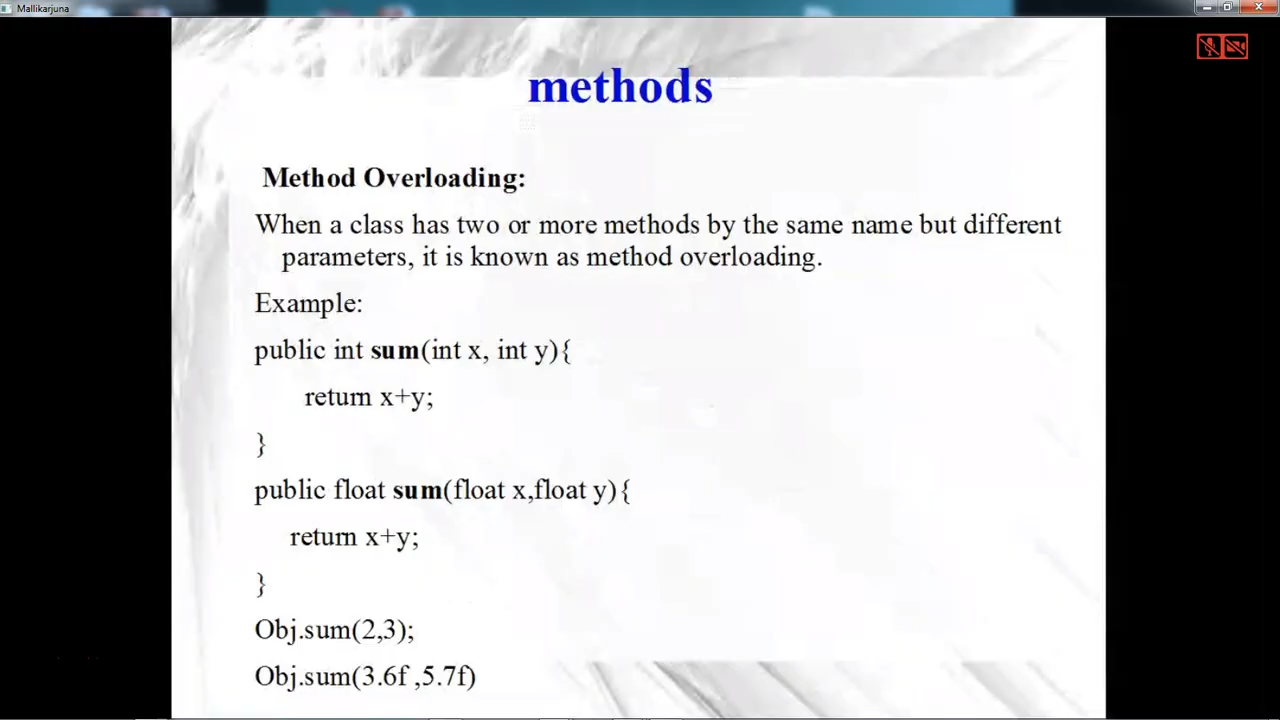 Mallikarjuna
methods
Method Overloading:
When a class has two or more methods by the same name but different
parameters, it is known as method overloading.
Example:
public int sum(int x, int y){
return x+y;
}
public float sum(float x,float y){
return x+y;
}
Obj.sum(2,3);
Obj.sum(3.6f ,5.7f)